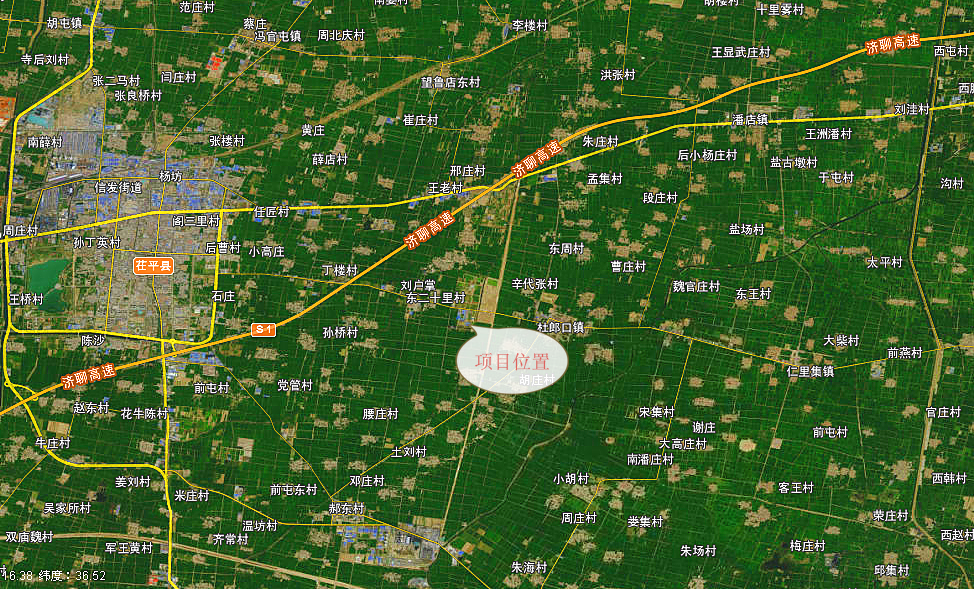 南窦村
胡楼村
范庄村
十里雾村
胡屯镇
蔡庄
李楼村
冯官屯镇
周北庆村
济聊高速
西屯村
王显武庄村
寺后刘村
闫庄村
洪张村
张二马村
望鲁店东村
张良桥村
刘洼村
崔庄村
潘店镇
黄庄
王洲潘村
南薛村
张楼村
朱庄村
济聊高速
薛店村
后小杨庄村
盐古墩村
邢庄村
杨坊
孟集村
于屯村
沟村
信发街道
王老村
段庄村
任匠村
阎三里村
济聊高速
周庄村
盐场村
孙丁英村
后曹村
小高庄
东周村
茌平县
丁楼村
曹庄村
太平村
刘卢掌
辛代张村
魏官庄村
石庄
东二十里村
东王村
王桥村
S1
杜郎口镇
孙桥村
陈沙
大柴村
前燕村
项目位置
济聊高速
仁里集镇
胡庄村
前屯村
党管村
赵东村
花牛陈村
腰庄村
宋集村
官庄村
谢庄
前屯村
牛庄村
大高庄村
土刘村
南潘庄村
姜刘村
邓庄村
小胡村
西韩村
米庄村
前屯东村
客王村
吴家所村
郝东村
周庄村
娄集村
荣庄村
温坊村
双庙魏村
齐常村
西赵村
军王黄村
朱场村
梅庄村
朱海村
邱集村
16.38 纬度：36.52